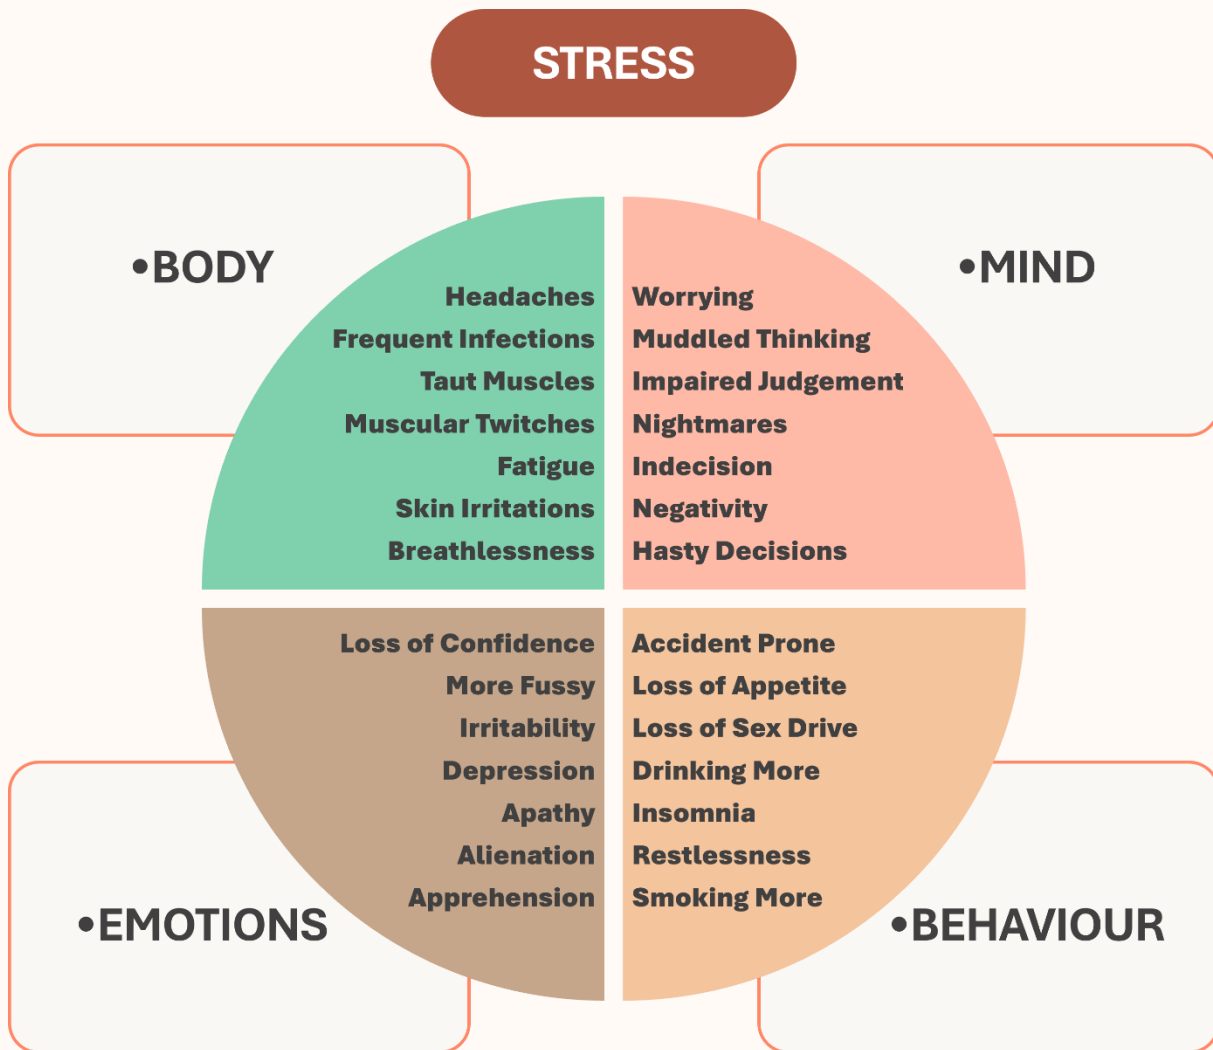 STRESS
•BODY
Headaches
Frequent Infections
Taut Muscles
Muscular Twitches
Fatigue
Skin Irritations
Breathlessness
•MIND
Worrying
Muddled Thinking
Impaired Judgement
Nightmares
Indecision
Negativity
Hasty Decisions
•EMOTIONS
Loss of Confidence
More Fussy
Irritability
Depression
Apathy
Alienation
Apprehension
•BEHAVIOUR
Accident Prone
Loss of Appetite
Loss of Sex Drive
Drinking More
Insomnia
Restlessness
Smoking More